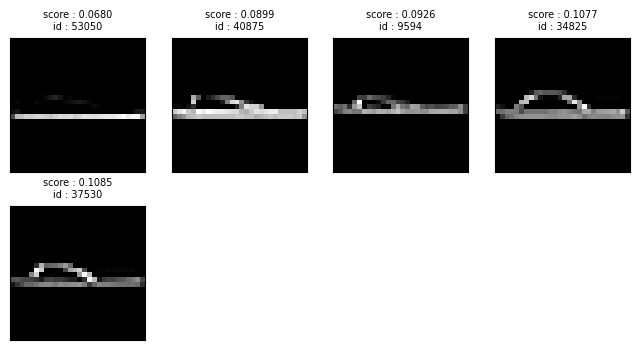 score : 0.0680
id : 53050
score : 0.0899
id : 40875
score : 0.0926
id : 9594
score : 0.1077
id : 34825
score : 0.1085
id : 37530